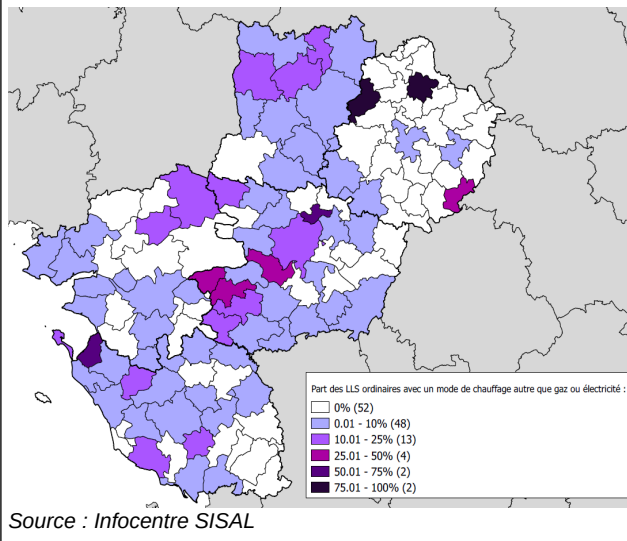 Part des LLS ordinaires avec un mode de chauffage autre que gaz ou électricité :
0% (52)
0.01 - 10% (48)
10.01 - 25% (13)
25.01 - 50% (4)
50.01 - 75% (2)
75.01 - 100% (2)
Source : Infocentre SISAL